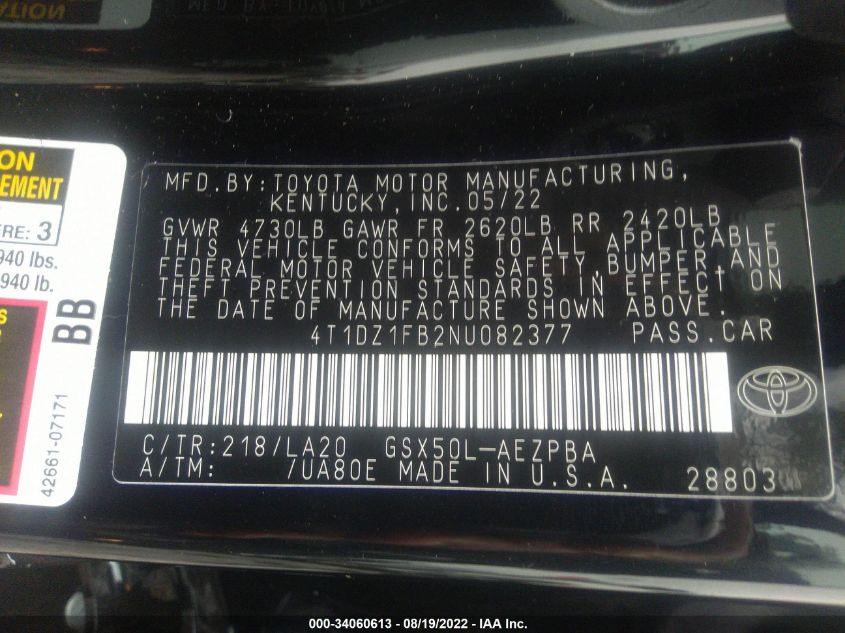 ATION
ON
EMENT
ERE: 3
940 lbs.
940 lb.
S
BB
42661-07171
MFD.BY:TOYOTA MOTOR MANUFACTURING,
KENTUCKY,INC.05/22
GVWR 4730LB GAWR FR 2620LB RR 2420LB
THIS VEHICLE CONFORMS TO ALL APPLICABLE
FEDERAL MOTOR VEHICLE SAFETY,BUMPER,AND
THEFT PREVENTION STANDARDS IN EFFECT ON
THE DATE OF MANUFACTURE SHOWN ABOVE.
4T1DZ1FB2NU082377 PASS.CAR
C/TR:218/LA20 GSX50L-AEZPBA
A/TM: /UA80E MADE IN U.S.A. 28803
000-34060613 - 08/19/2022 - IAA Inc.